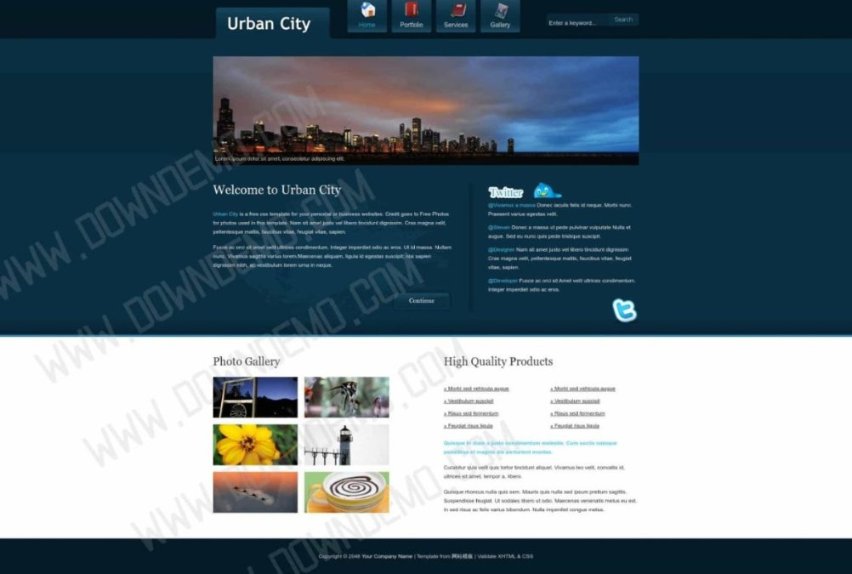 Urban City
Home
Portfolio
Services
Gallery
Enter a keyword...
Search
Lorem ipsum dolor sit amet, consectetur adipiscing elit.
Welcome to Urban City
Urban City is a free css template for your personal or business websites. Credit goes to Free Photos
for photos used in this template. Nam sit amet justo vel libero tincidunt dignissim. Cras magna velit,
pellentesque mattis, faucibus vitae, feugiat vitae, sapien.
Fusce ac orci sit amet velit ultrices condimentum. Integer imperdiet odio ac eros. Ut id massa. Nullam
nunc. Vivamus sagittis varius lorem.Maecenas aliquam, ligula id egestas suscipit, nisi sapien
dignissim nibh, ac vestibulum lorem urna in neque.
Continue
Twitter
@Vivamus a massa Donec iaculis felis id neque. Morbi nunc.
Praesent varius egestas velit.
@Steven Donec a massa ut pede pulvinar vulputate Nulla et
augue. Sed eu nunc quis pede tristique suscipit.
@Designer Nam sit amet justo vel libero tincidunt dignissim
Cras magna velit, pellentesque mattis, faucibus vitae, feugiat
vitae, sapien.
@Developer Fusce ac orci sit Amet velit ultrices condimentum.
Integer imperdiet odio ac eros.
Photo Gallery
High Quality Products
» Morbi sed vehicula augue
» Morbi sed vehicula augue
» Vestibulum suscipit
» Vestibulum suscipit
» Risus sed fermentum
» Risus sed fermentum
» Feugiat risus ligula
» Feugiat risus ligula
Quisque in diam a justo condimentum molestie. Cum sociis natoque
penatibus et magnis dis parturient montes.
Curabitur quis velit quis tortor tincidunt aliquet. Vivamus leo velit, convallis id,
ultrices sit amet, tempor a, libero.
Quisque rhoncus nulla quis sem. Mauris quis nulla sed ipsum pretium sagittis.
Suspendisse feugiat. Ut sodales libero ut odio. Maecenas venenatis metus eu est.
In sed risus ac felis varius bibendum. Nulla imperdiet congue metus.
Copyright © 2048 Your Company Name | Template from 网站模板 | Validate XHTML & CSS
WWW.DOWNDEMO.COM
WWW.DOWNDEMO.COM
WWW.DOWNDEMO.COM
WWW.DOWNDEMO.COM
WWW.DOWNDEMO.COM